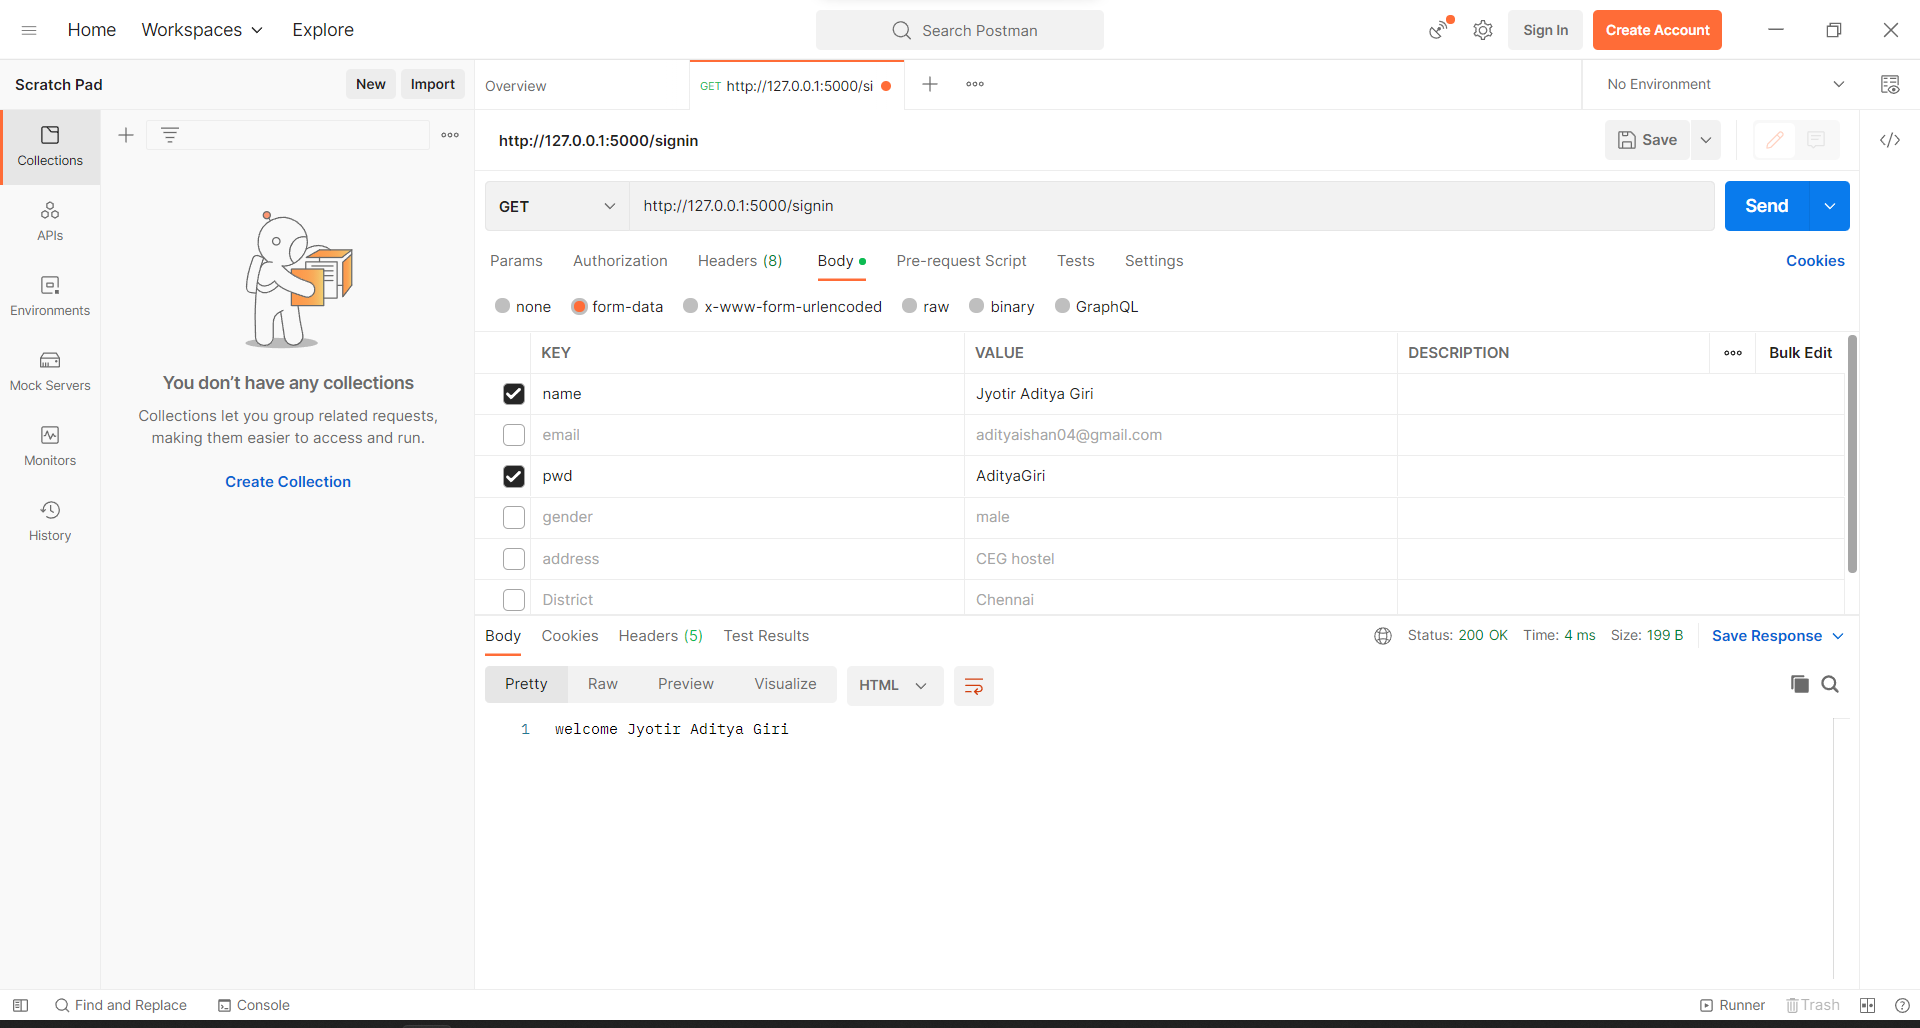 Home Workspaces Explore Search Postman Sign In Create Account
Scratch Pad New Import Overview GET http://127.0.0.1:5000/si No Environment
Collections
APIs
Environments
Mock Servers
Monitors
History
You don’t have any collections
Collections let you group related requests,
making them easier to access and run.
Create Collection
http://127.0.0.1:5000/signin Save
GET http://127.0.0.1:5000/signin Send
Params Authorization Headers (8) Body Pre-request Script Tests Settings Cookies
none form-data x-www-form-urlencoded raw binary GraphQL
KEY VALUE DESCRIPTION Bulk Edit
name Jyotir Aditya Giri
email adityaishan04@gmail.com
pwd AdityaGiri
gender male
address CEG hostel
District Chennai
Body Cookies Headers (5) Test Results Status: 200 OK Time: 4 ms Size: 199 B Save Response
Pretty Raw Preview Visualize HTML
1 welcome Jyotir Aditya Giri
Find and Replace Console Runner Trash